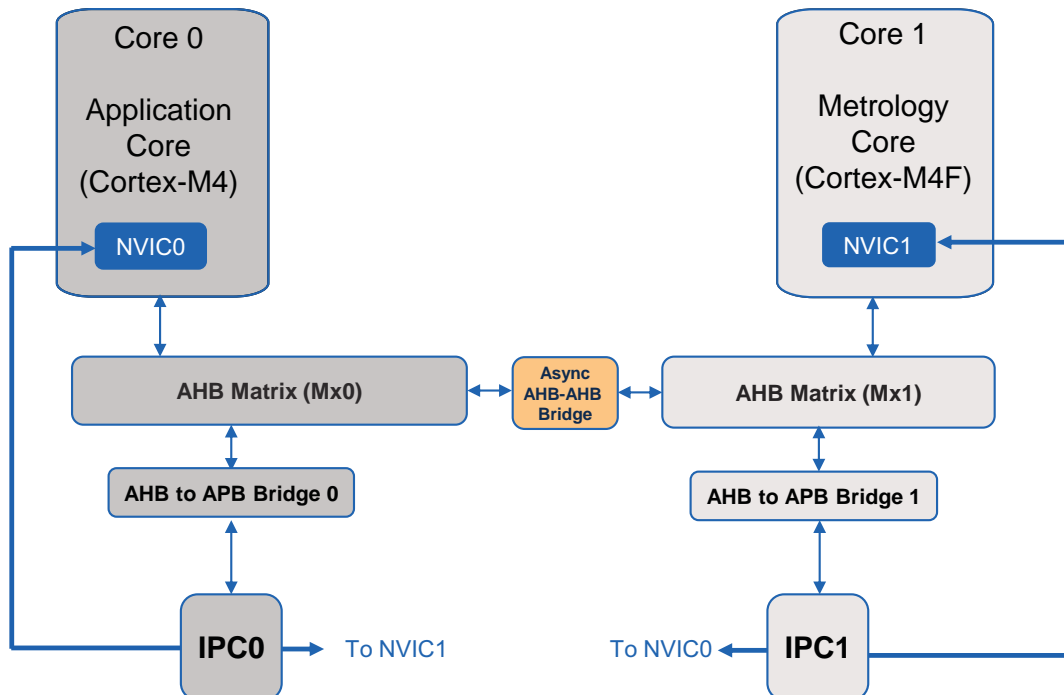 Core 0
Application
Core
(Cortex-M4)
NVIC0
Core 1
Metrology
Core
(Cortex-M4F)
NVIC1
AHB Matrix (Mx0)
Async
AHB-AHB
Bridge
AHB Matrix (Mx1)
AHB to APB Bridge 0
AHB to APB Bridge 1
IPC0
To NVIC1
To NVIC0
IPC1